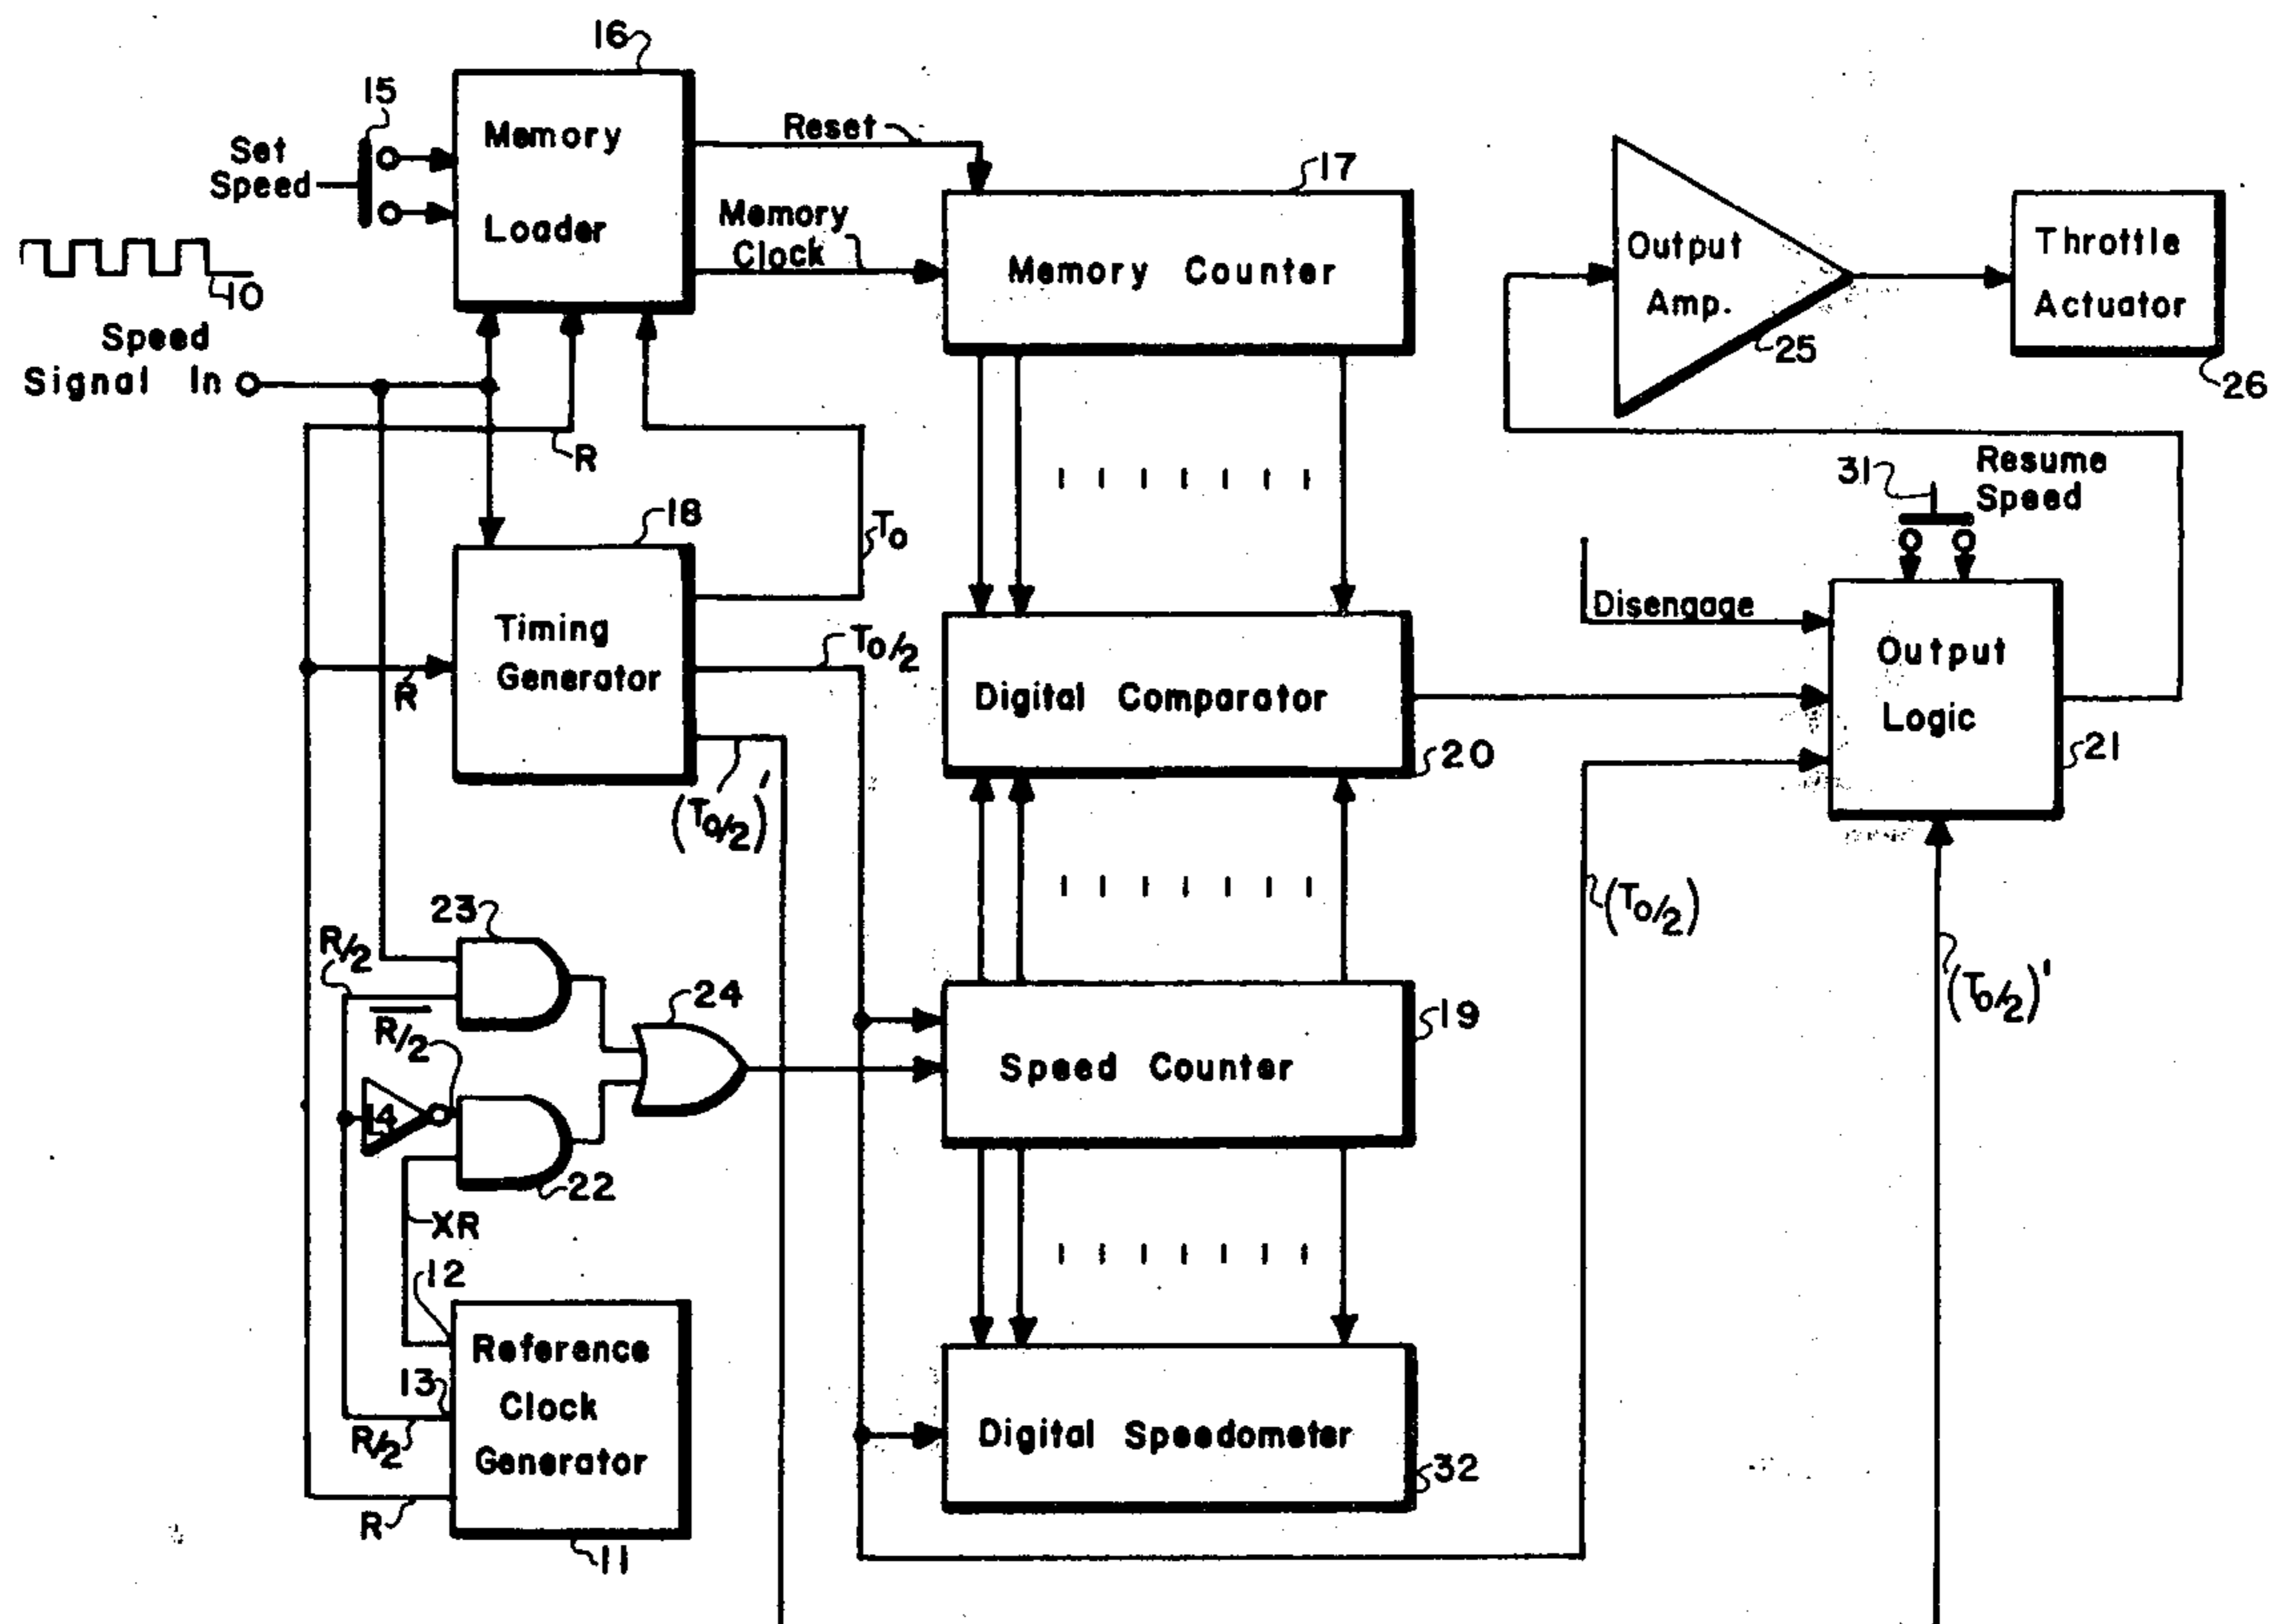 16
15
Set
Speed
Memory
Loader
Reset
Memory
Clock
17
Memory Counter
10
Speed
Signal In
R
Output
Amp.
25
Throttle
Actuator
26
31
Resume
Speed
18
T0
Timing
Generator
R
T0/2
(T0/2)'
Digital Comparator
20
Disengage
Output
Logic
21
(T0/2)
(T0/2)'
23
R/2
R/2
24
14
22
XR
Speed Counter
19
12
13
R/2
R
Reference
Clock
Generator
11
Digital Speedometer
32